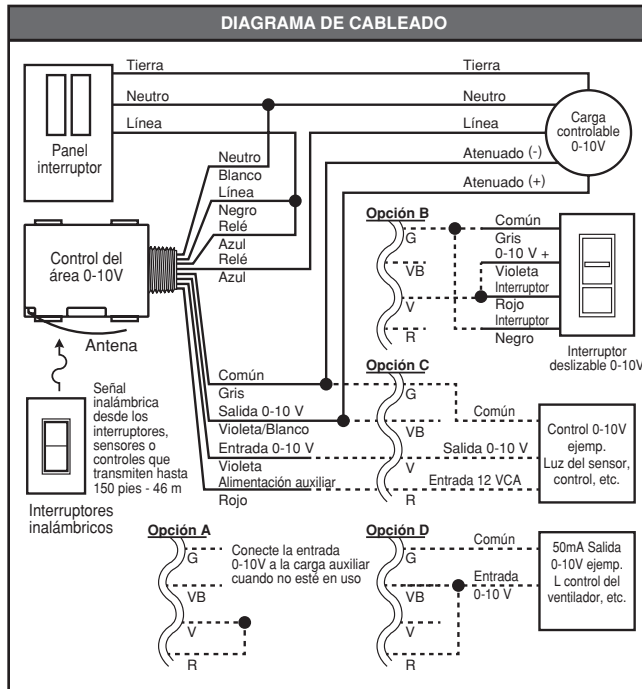 DIAGRAMA DE CABLEADO
Tierra
Tierra
Neutro
Neutro
Línea
Línea
Panel
interruptor
Carga
controlable
0-10V
Atenuado (-)
Atenuado (+)
Neutro
Blanco
Línea
Negro
Relé
Azul
Relé
Azul
Control del
área 0-10V
Antena
Opción B
G
VB
V
R
Común
Gris
0-10 V +
Violeta
Interruptor
Rojo
Interruptor
Negro
Interruptor
deslizable 0-10V
Señal
inalámbrica
desde los
interruptores,
sensores o
controles que
transmiten hasta
150 pies - 46 m
Interruptores
inalámbricos
Común
Gris
Salida 0-10 V
Violeta/Blanco
Entrada 0-10 V
Violeta
Alimentación auxiliar
Rojo
Opción C
G
VB
V
R
Común
Salida 0-10 V
Entrada 12 VCA
Control 0-10V
ejemp.
Luz del sensor,
control, etc.
Opción A
G
VB
V
R
Conecte la entrada
0-10V a la carga auxiliar
cuando no esté en uso
Opción D
G
VB
V
R
Común
Entrada
0-10 V
50mA Salida
0-10V ejemp.
L control del
ventilador, etc.